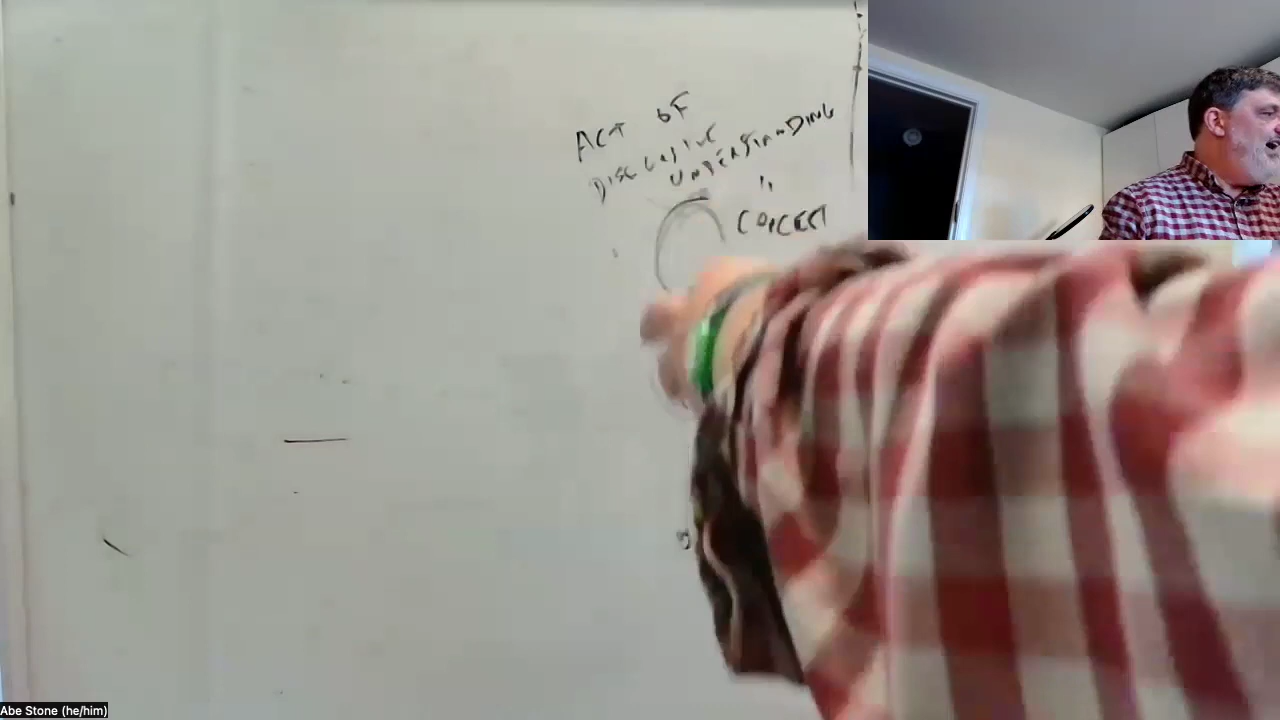 ACT OF
DISCURSIVE
UNDERSTANDING
CONCEPT
Abe Stone (he/him)